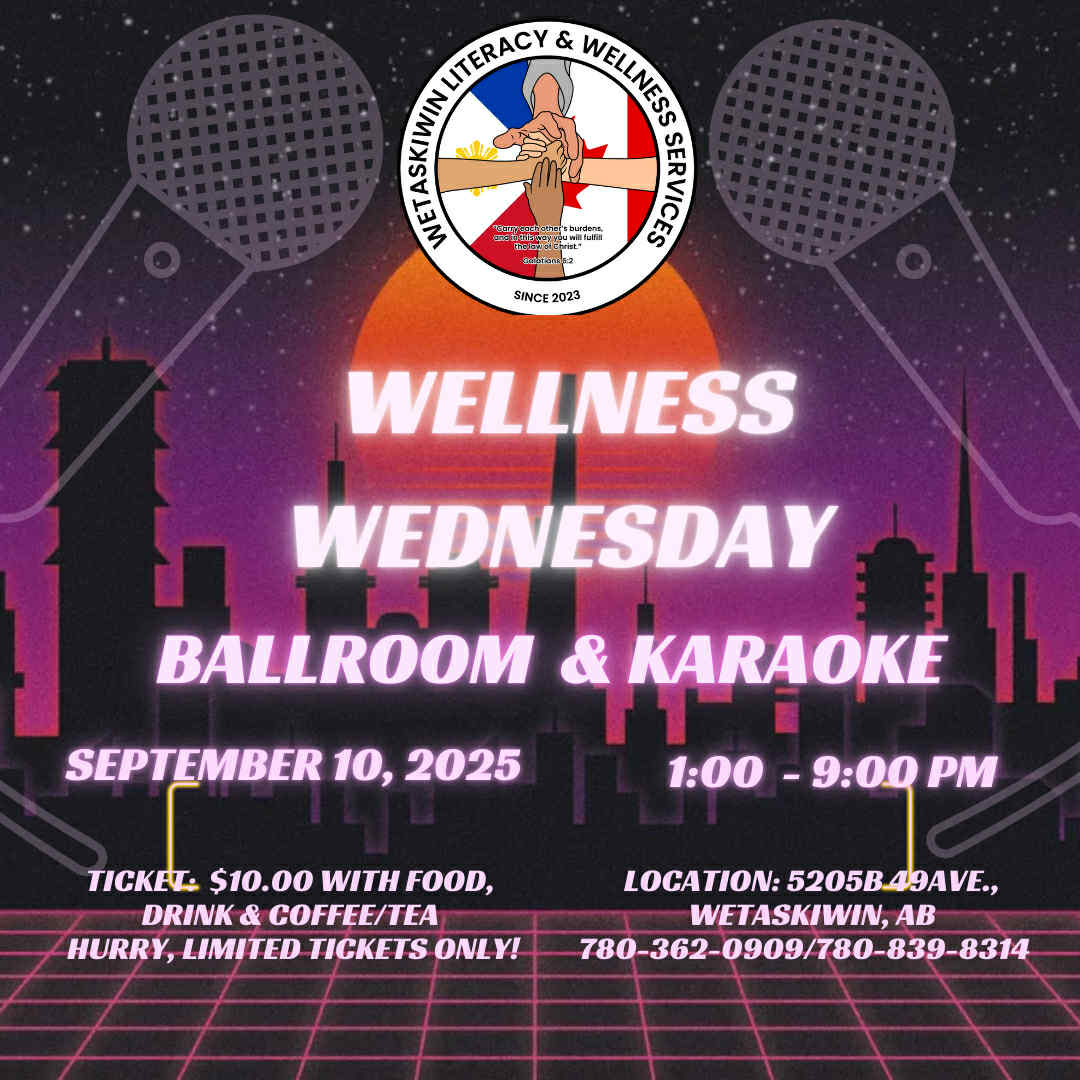 WETASKIWIN LITERACY & WELLNESS SERVICES
"Carry each other's burdens,
and in this way you will fulfill
the law of Christ."
Galatians 6:2
SINCE 2023
WELLNESS
WEDNESDAY
BALLROOM & KARAOKE
SEPTEMBER 10, 2025
1:00 - 9:00 PM
TICKET: $10.00 WITH FOOD,
DRINK & COFFEE/TEA
HURRY, LIMITED TICKETS ONLY!
LOCATION: 5205B 49AVE.,
WETASKIWIN, AB
780-362-0909/780-839-8314